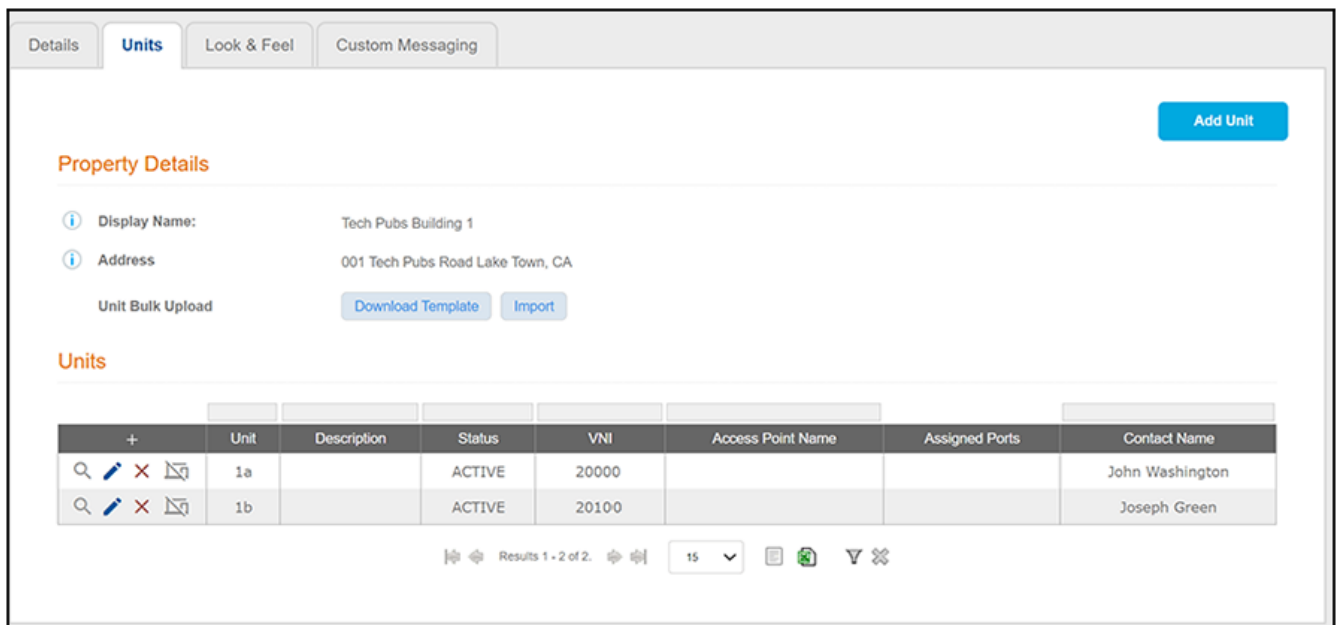 Details Units Look & Feel Custom Messaging
Add Unit
Property Details
Display Name: Tech Pubs Building 1
Address 001 Tech Pubs Road Lake Town, CA
Unit Bulk Upload Download Template Import
Units
+ Unit Description Status VNI Access Point Name Assigned Ports Contact Name
1a ACTIVE 20000 John Washington
1b ACTIVE 20100 Joseph Green
Results 1 - 2 of 2. 15